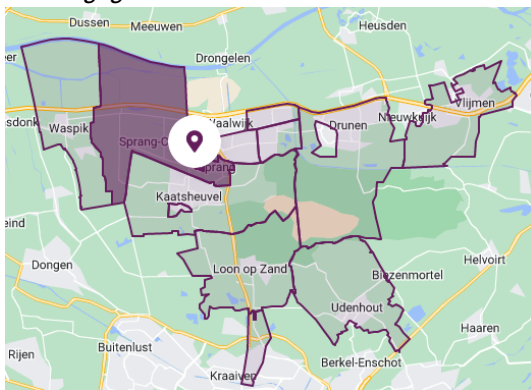 Dussen
Meeuwen
Heusden
Drongelen
Vlijmen
Waspik
Waalwijk
Drunen
Nieuwkuijk
Sprang-C
Sprang
Kaatsheuvel
Helvoirt
Dongen
Loon op Zand
Biezenmortel
Udenhout
Haaren
Buitenlust
Rijen
Berkel-Enschot
Kraaiven